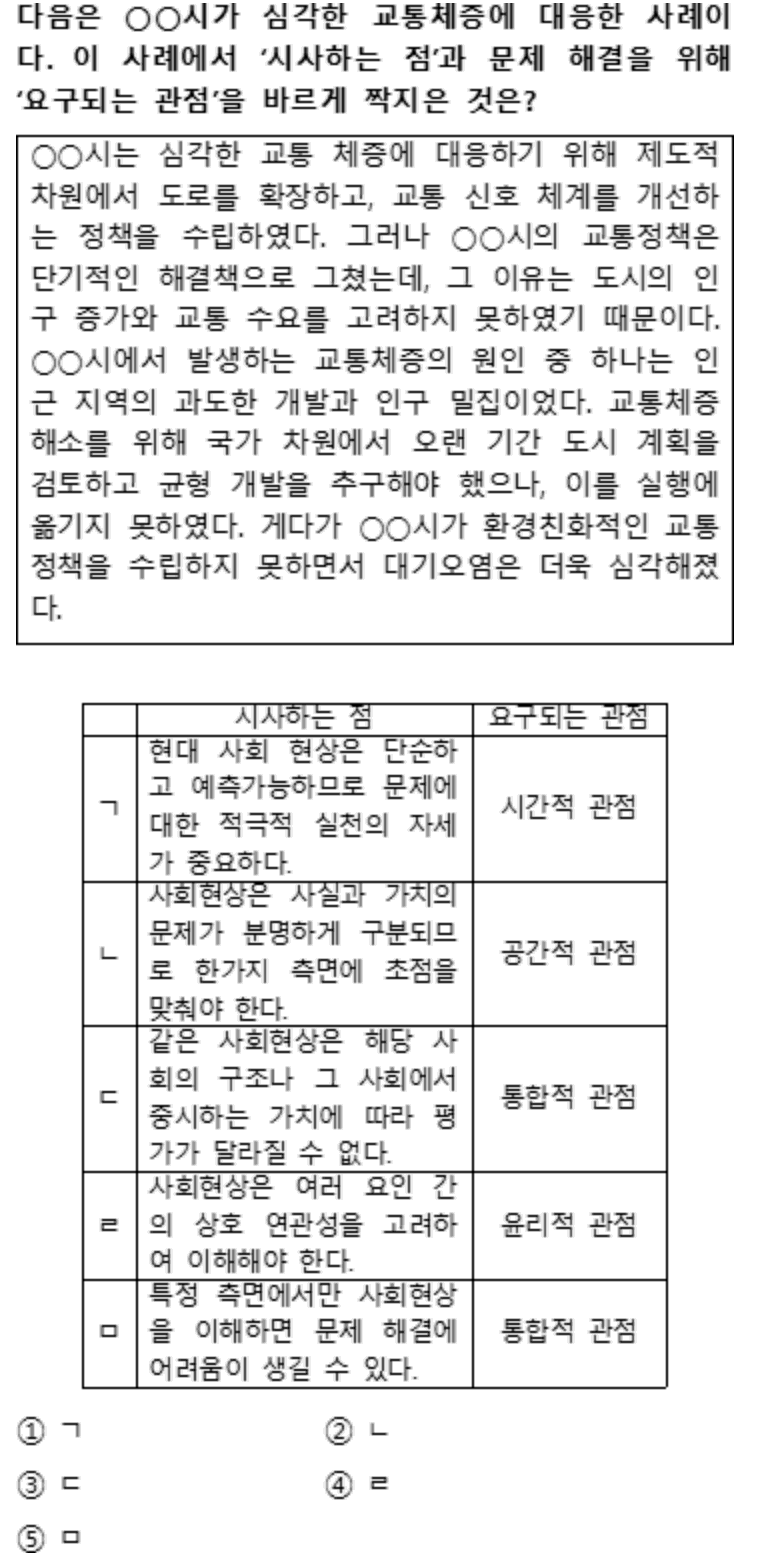 다음은 ○○시가 심각한 교통체증에 대응한 사례이
다. 이 사례에서 ‘시사하는 점’과 문제 해결을 위해
‘요구되는 관점’을 바르게 짝지은 것은?
○○시는 심각한 교통 체증에 대응하기 위해 제도적
차원에서 도로를 확장하고, 교통 신호 체계를 개선하
는 정책을 수립하였다. 그러나 ○○시의 교통정책은
단기적인 해결책으로 그쳤는데, 그 이유는 도시의 인
구 증가와 교통 수요를 고려하지 못하였기 때문이다.
○○시에서 발생하는 교통체증의 원인 중 하나는 인
근 지역의 과도한 개발과 인구 밀집이었다. 교통체증
해소를 위해 국가 차원에서 오랜 기간 도시 계획을
검토하고 균형 개발을 추구해야 했으나, 이를 실행에
옮기지 못하였다. 게다가 ○○시가 환경친화적인 교통
정책을 수립하지 못하면서 대기오염은 더욱 심각해졌
다.
시사하는 점 요구되는 관점
현대 사회 현상은 단순하
고 예측가능하므로 문제에
ㄱ 대한 적극적 실천의 자세 시간적 관점
가 중요하다.
사회현상은 사실과 가치의
문제가 분명하게 구분되므
ㄴ 로 한가지 측면에 초점을 공간적 관점
맞춰야 한다.
같은 사회현상은 해당 사
회의 구조나 그 사회에서
ㄷ 중시하는 가치에 따라 평 통합적 관점
가가 달라질 수 없다.
사회현상은 여러 요인 간
ㄹ 의 상호 연관성을 고려하 윤리적 관점
여 이해해야 한다.
특정 측면에서만 사회현상
ㅁ 을 이해하면 문제 해결에 통합적 관점
어려움이 생길 수 있다.
① ㄱ ② ㄴ
③ ㄷ ④ ㄹ
⑤ ㅁ